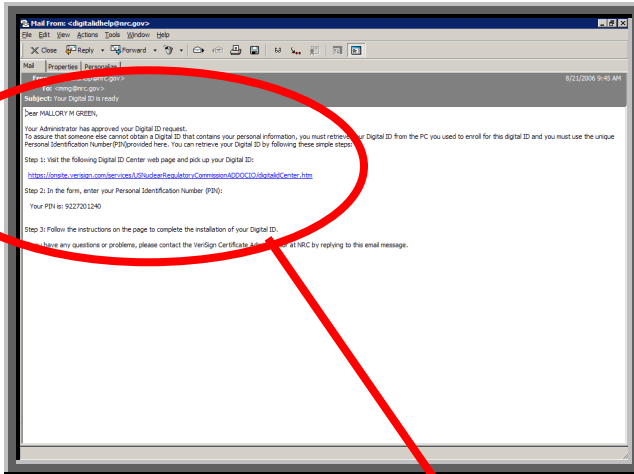 Mail From: <digitalidhelp@nrc.gov>
File Edit View Actions Tools Window Help
Close Reply Forward
Mail Properties Personalize
8/21/2006 9:45 AM
To: <mmg@nrc.gov>
Subject: Your Digital ID is ready
Dear MALLORY M GREEN,
Your Administrator has approved your Digital ID request.
To assure that someone else cannot obtain a Digital ID that contains your personal information, you must retrieve your Digital ID from the PC you used to enroll for this digital ID and you must use the unique
Personal Identification Number(PIN)provided here. You can retrieve your Digital ID by following these simple steps:
Step 1: Visit the following Digital ID Center web page and pick up your Digital ID:
https://onsite.verisign.com/services/USNuclearRegulatoryCommissionADDOCIO/digitalidCenter.htm
Step 2: In the form, enter your Personal Identification Number (PIN):
Your PIN is: 9227201240
Step 3: Follow the instructions on the page to complete the installation of your Digital ID.
have any questions or problems, please contact the VeriSign Certificate at NRC by replying to this email message.